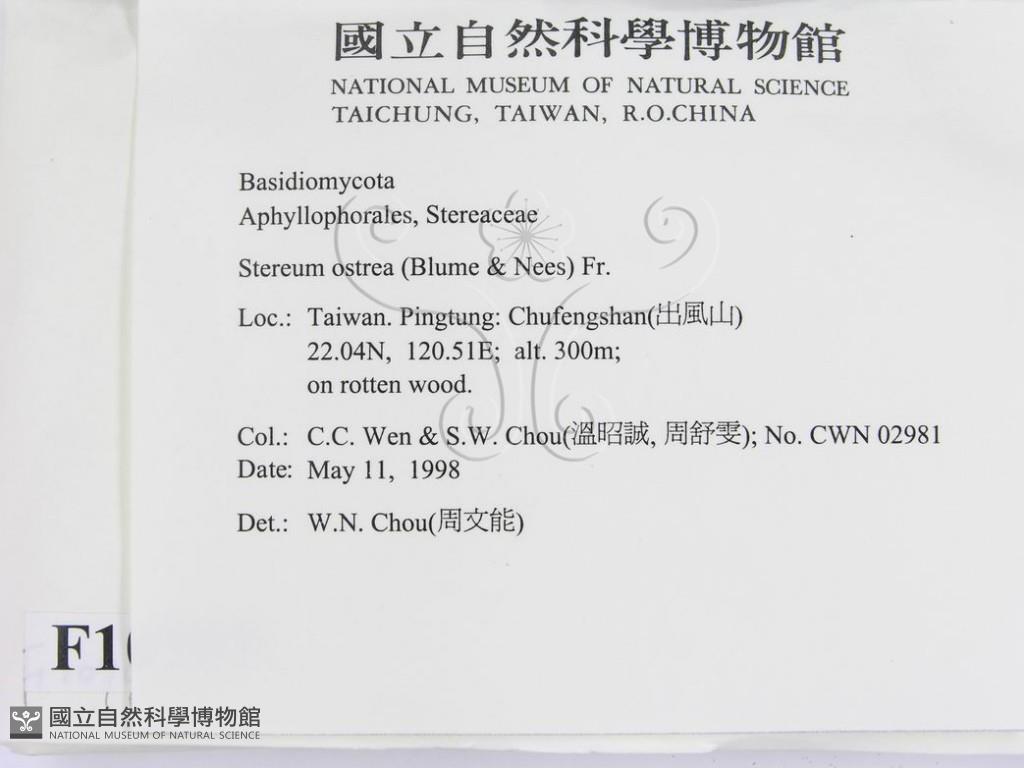 國立自然科學博物館
NATIONAL MUSEUM OF NATURAL SCIENCE
TAICHUNG, TAIWAN, R.O.CHINA
Basidiomycota
Aphyllophorales, Stereaceae
Stereum ostrea (Blume & Nees) Fr.
Loc.: Taiwan. Pingtung: Chufengshan(出風山)
22.04N, 120.51E; alt. 300m;
on rotten wood.
Col.: C.C. Wen & S.W. Chou(溫昭誠, 周舒雯); No. CWN 02981
Date: May 11, 1998
Det.: W.N. Chou(周文能)
F1
國立自然科學博物館
NATIONAL MUSEUM OF NATURAL SCIENCE